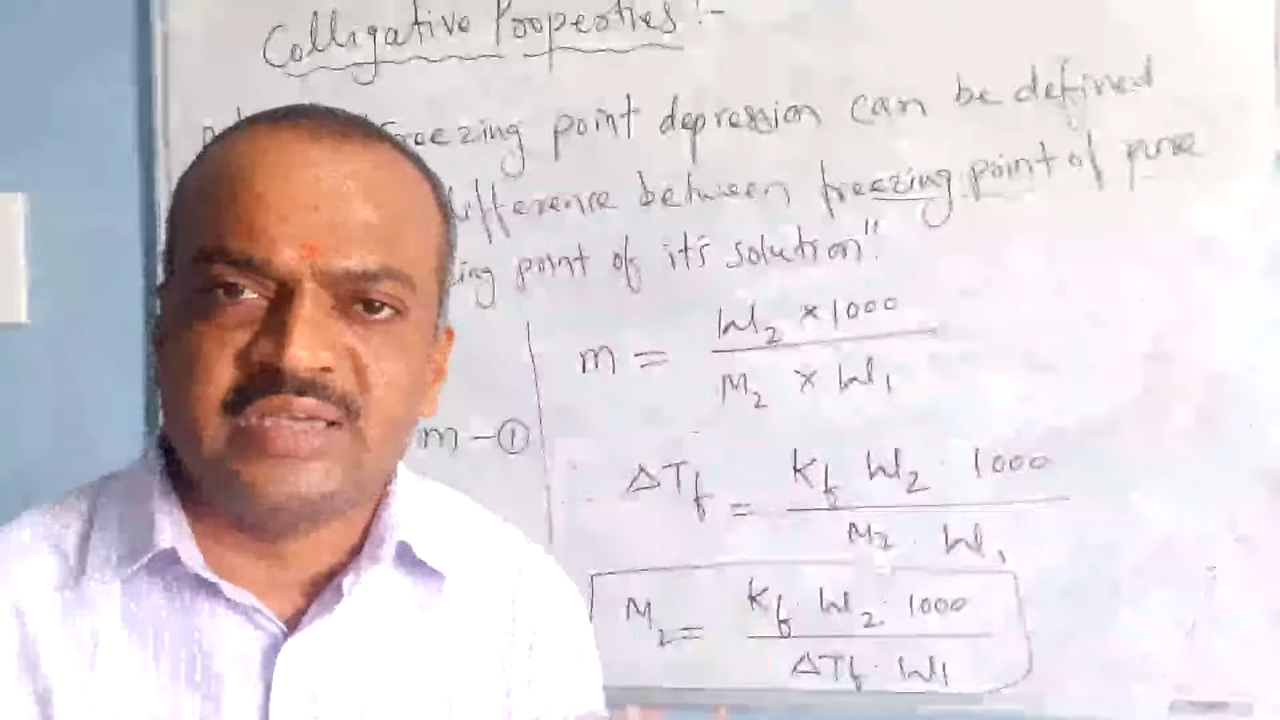 Colligative Properties :-
freezing point depression can be defined
difference between freezing point of pure
point of it's solution".
m = W₂ × 1000 / M₂ × W₁
m - ①
ΔTf = Kf W₂ . 1000 / M₂ . W₁
M₂ = Kf W₂ . 1000 / ΔTf . W₁